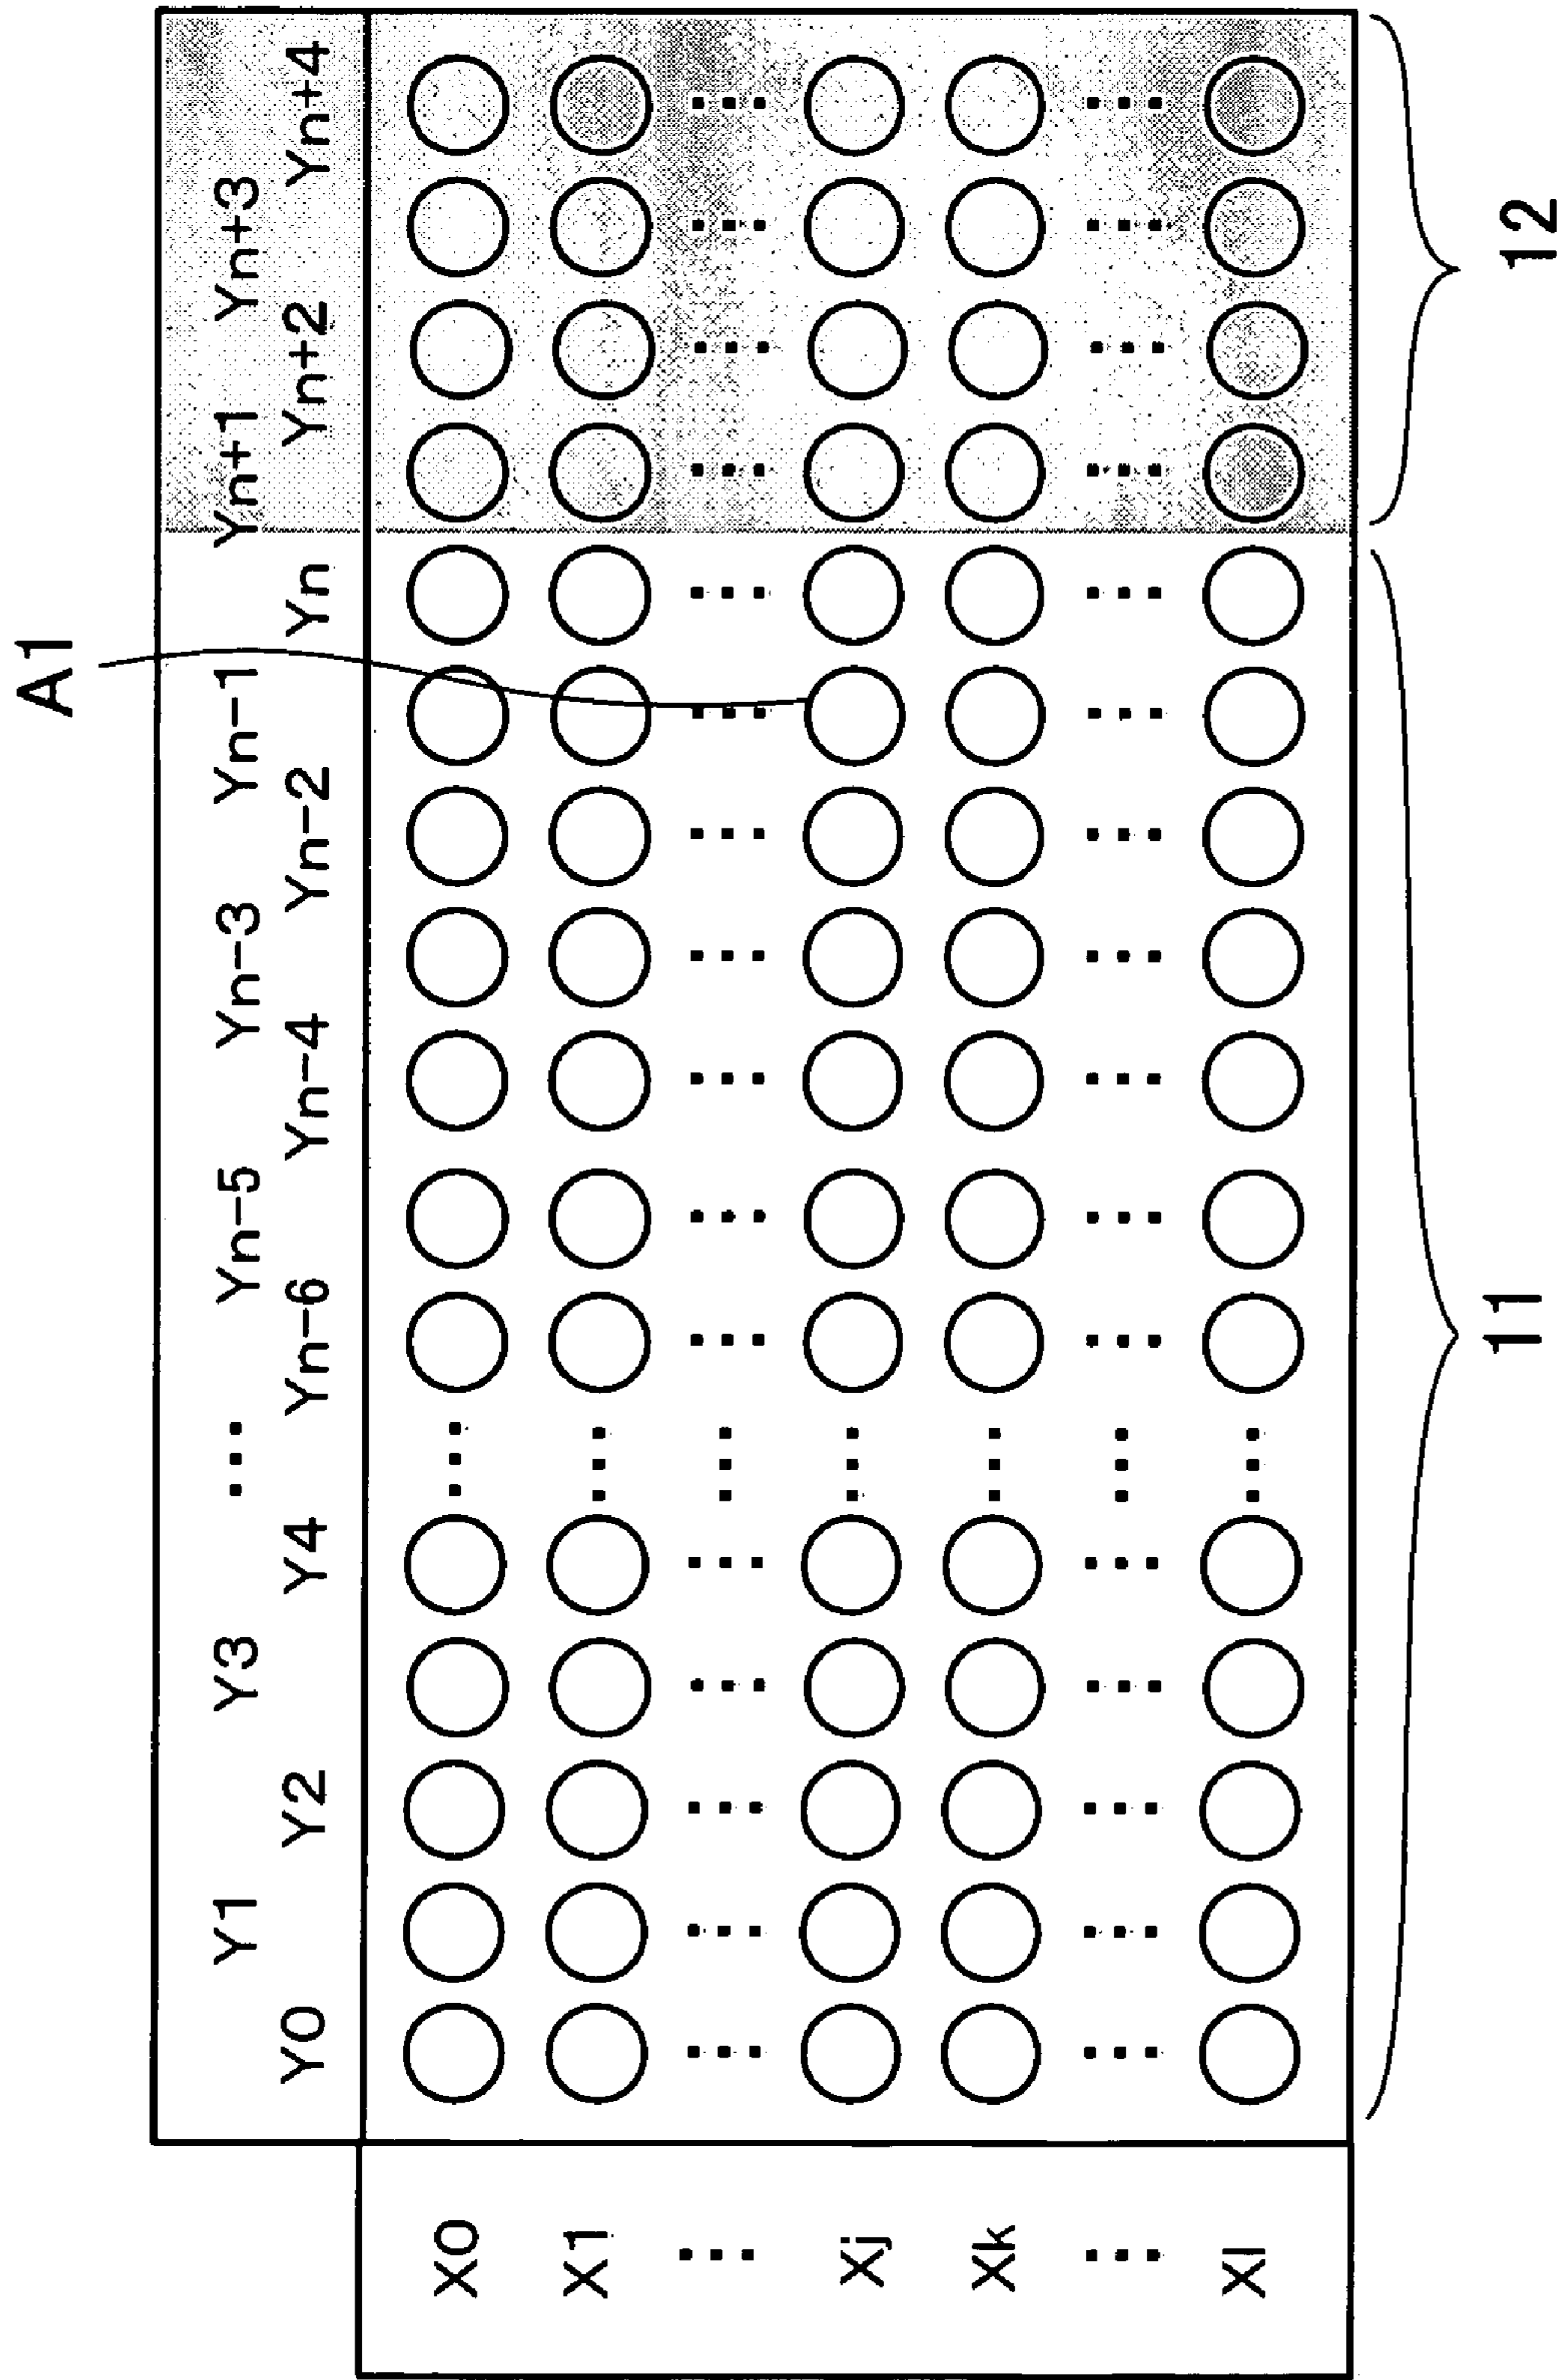 A1
Y0 Y1 Y2 Y3 Y4 ... Yn-6 Yn-5 Yn-4 Yn-3 Yn-2 Yn-1 Yn Yn+1 Yn+2 Yn+3 Yn+4
X0
X1
...
Xj
Xk
...
Xl
11 12